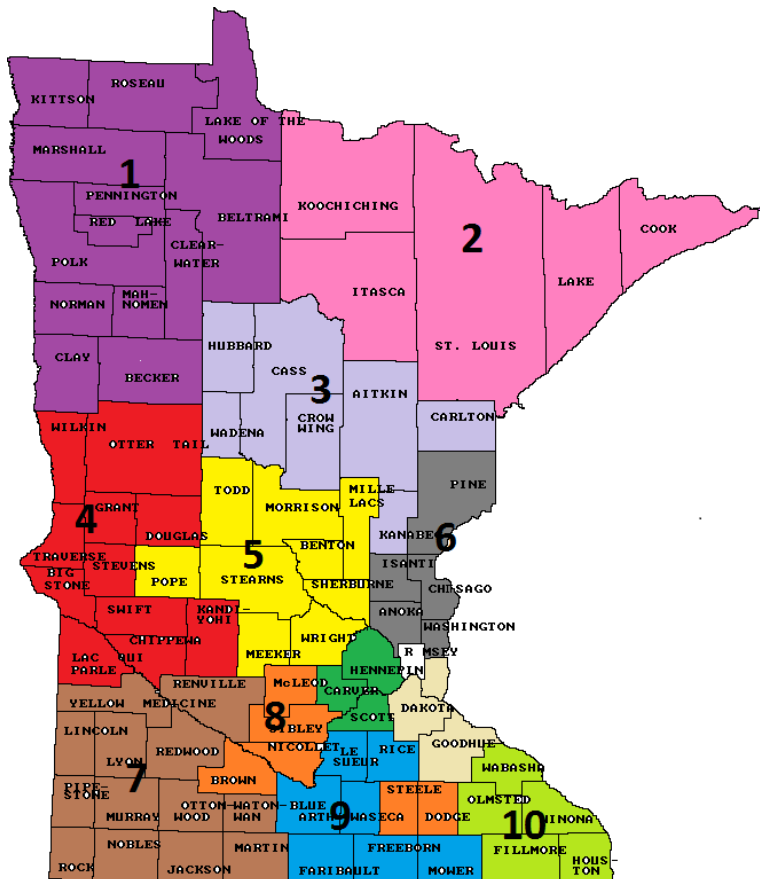 ROSEAU
KITTSON
LAKE OF THE
WOODS
MARSHALL
1
PENNINGTON
RED LAKE
BELTRAMI
CLEAR-
WATER
POLK
MAH-
NOMEN
NORMAN
CLAY
BECKER
KOOCHICHING
2
COOK
ITASCA
LAKE
ST. LOUIS
HUBBARD
CASS
3
AITKIN
CROW
WING
WADENA
CARLTON
WILKIN
OTTER TAIL
PINE
TODD
MILLE
LACS
MORRISON
GRANT
4
DOUGLAS
KANABEC
6
BENTON
5
TRAVERSE
STEVENS
BIG
STONE
POPE
STEARNS
SHERBURNE
ISANTI
CHISAGO
SWIFT
KANDI-
YOHI
ANOKA
WASHINGTON
CHIPPEWA
WRIGHT
MEEKER
LAC QUI
PARLE
R MSEY
HENNEPIN
RENVILLE
McLEOD
CARVER
YELLOW MEDICINE
8
SIBLEY
SCOTT
DAKOTA
LINCOLN
LYON
REDWOOD
NICOLLET
LE
SUEUR
RICE
GOODHUE
WABASHA
7
BROWN
PIPE-
STONE
MURRAY
OTTON-
WOOD
WATON-
WAN
BLUE
ARTH
9
WASECA
STEELE
DODGE
OLMSTED
10
WINONA
NOBLES
ROCK
JACKSON
MARTIN
FARIBAULT
FREEBORN
MOWER
FILLMORE
HOUS-
TON